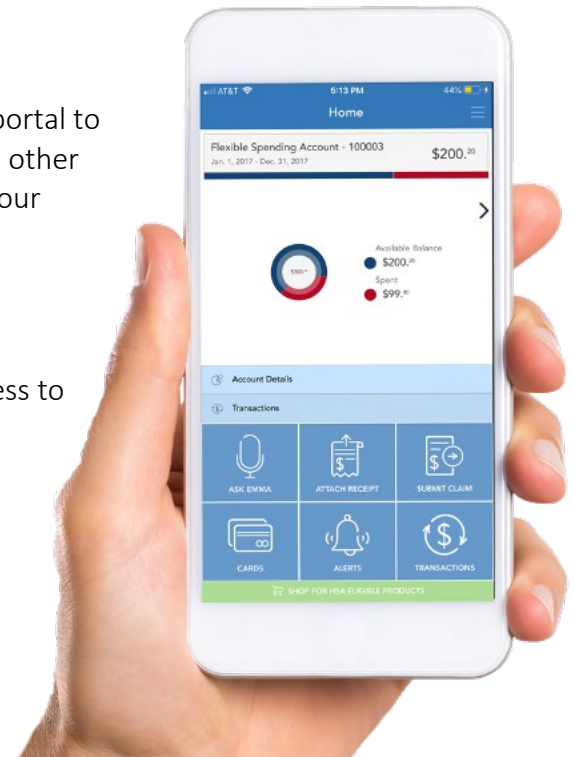 portal to
other
our
ess to
AT&T 5:13 PM 44%
Home
Flexible Spending Account - 100003 $200.²⁰
Jan. 1, 2017 - Dec. 31, 2017
Available Balance
$200.²⁰
Spent
Account Details
Transactions
ASK EMMA ATTACH RECEIPT SUBMIT CLAIM
CARDS ALERTS TRANSACTIONS
SHOP FOR HSA ELIGIBLE PRODUCTS